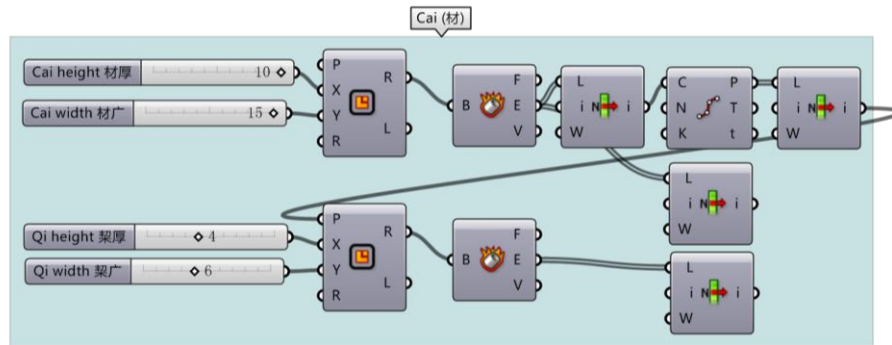 Cai (材)
Cai height 材厚 10
Cai width 材广 15
P
X
Y
R
R
L
B
F
E
V
L
i
W
N
i
C
N
K
P
T
t
L
i
W
N
i
L
i
W
N
i
Qi height 栔厚 4
Qi width 栔广 6
P
X
Y
R
R
L
B
F
E
V
L
i
W
N
i